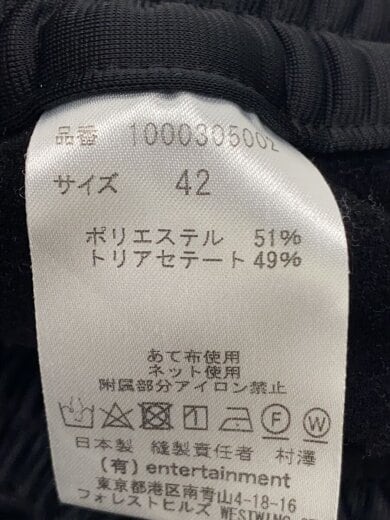 品番 1000305002
サイズ 42
ポリエステル 51%
トリアセテート 49%
あて布使用
ネット使用
附属部分アイロン禁止
F W
日本製 縫製責任者 村澤
(有) entertainment
東京都港区南青山4-18-16
フォレストヒルズ